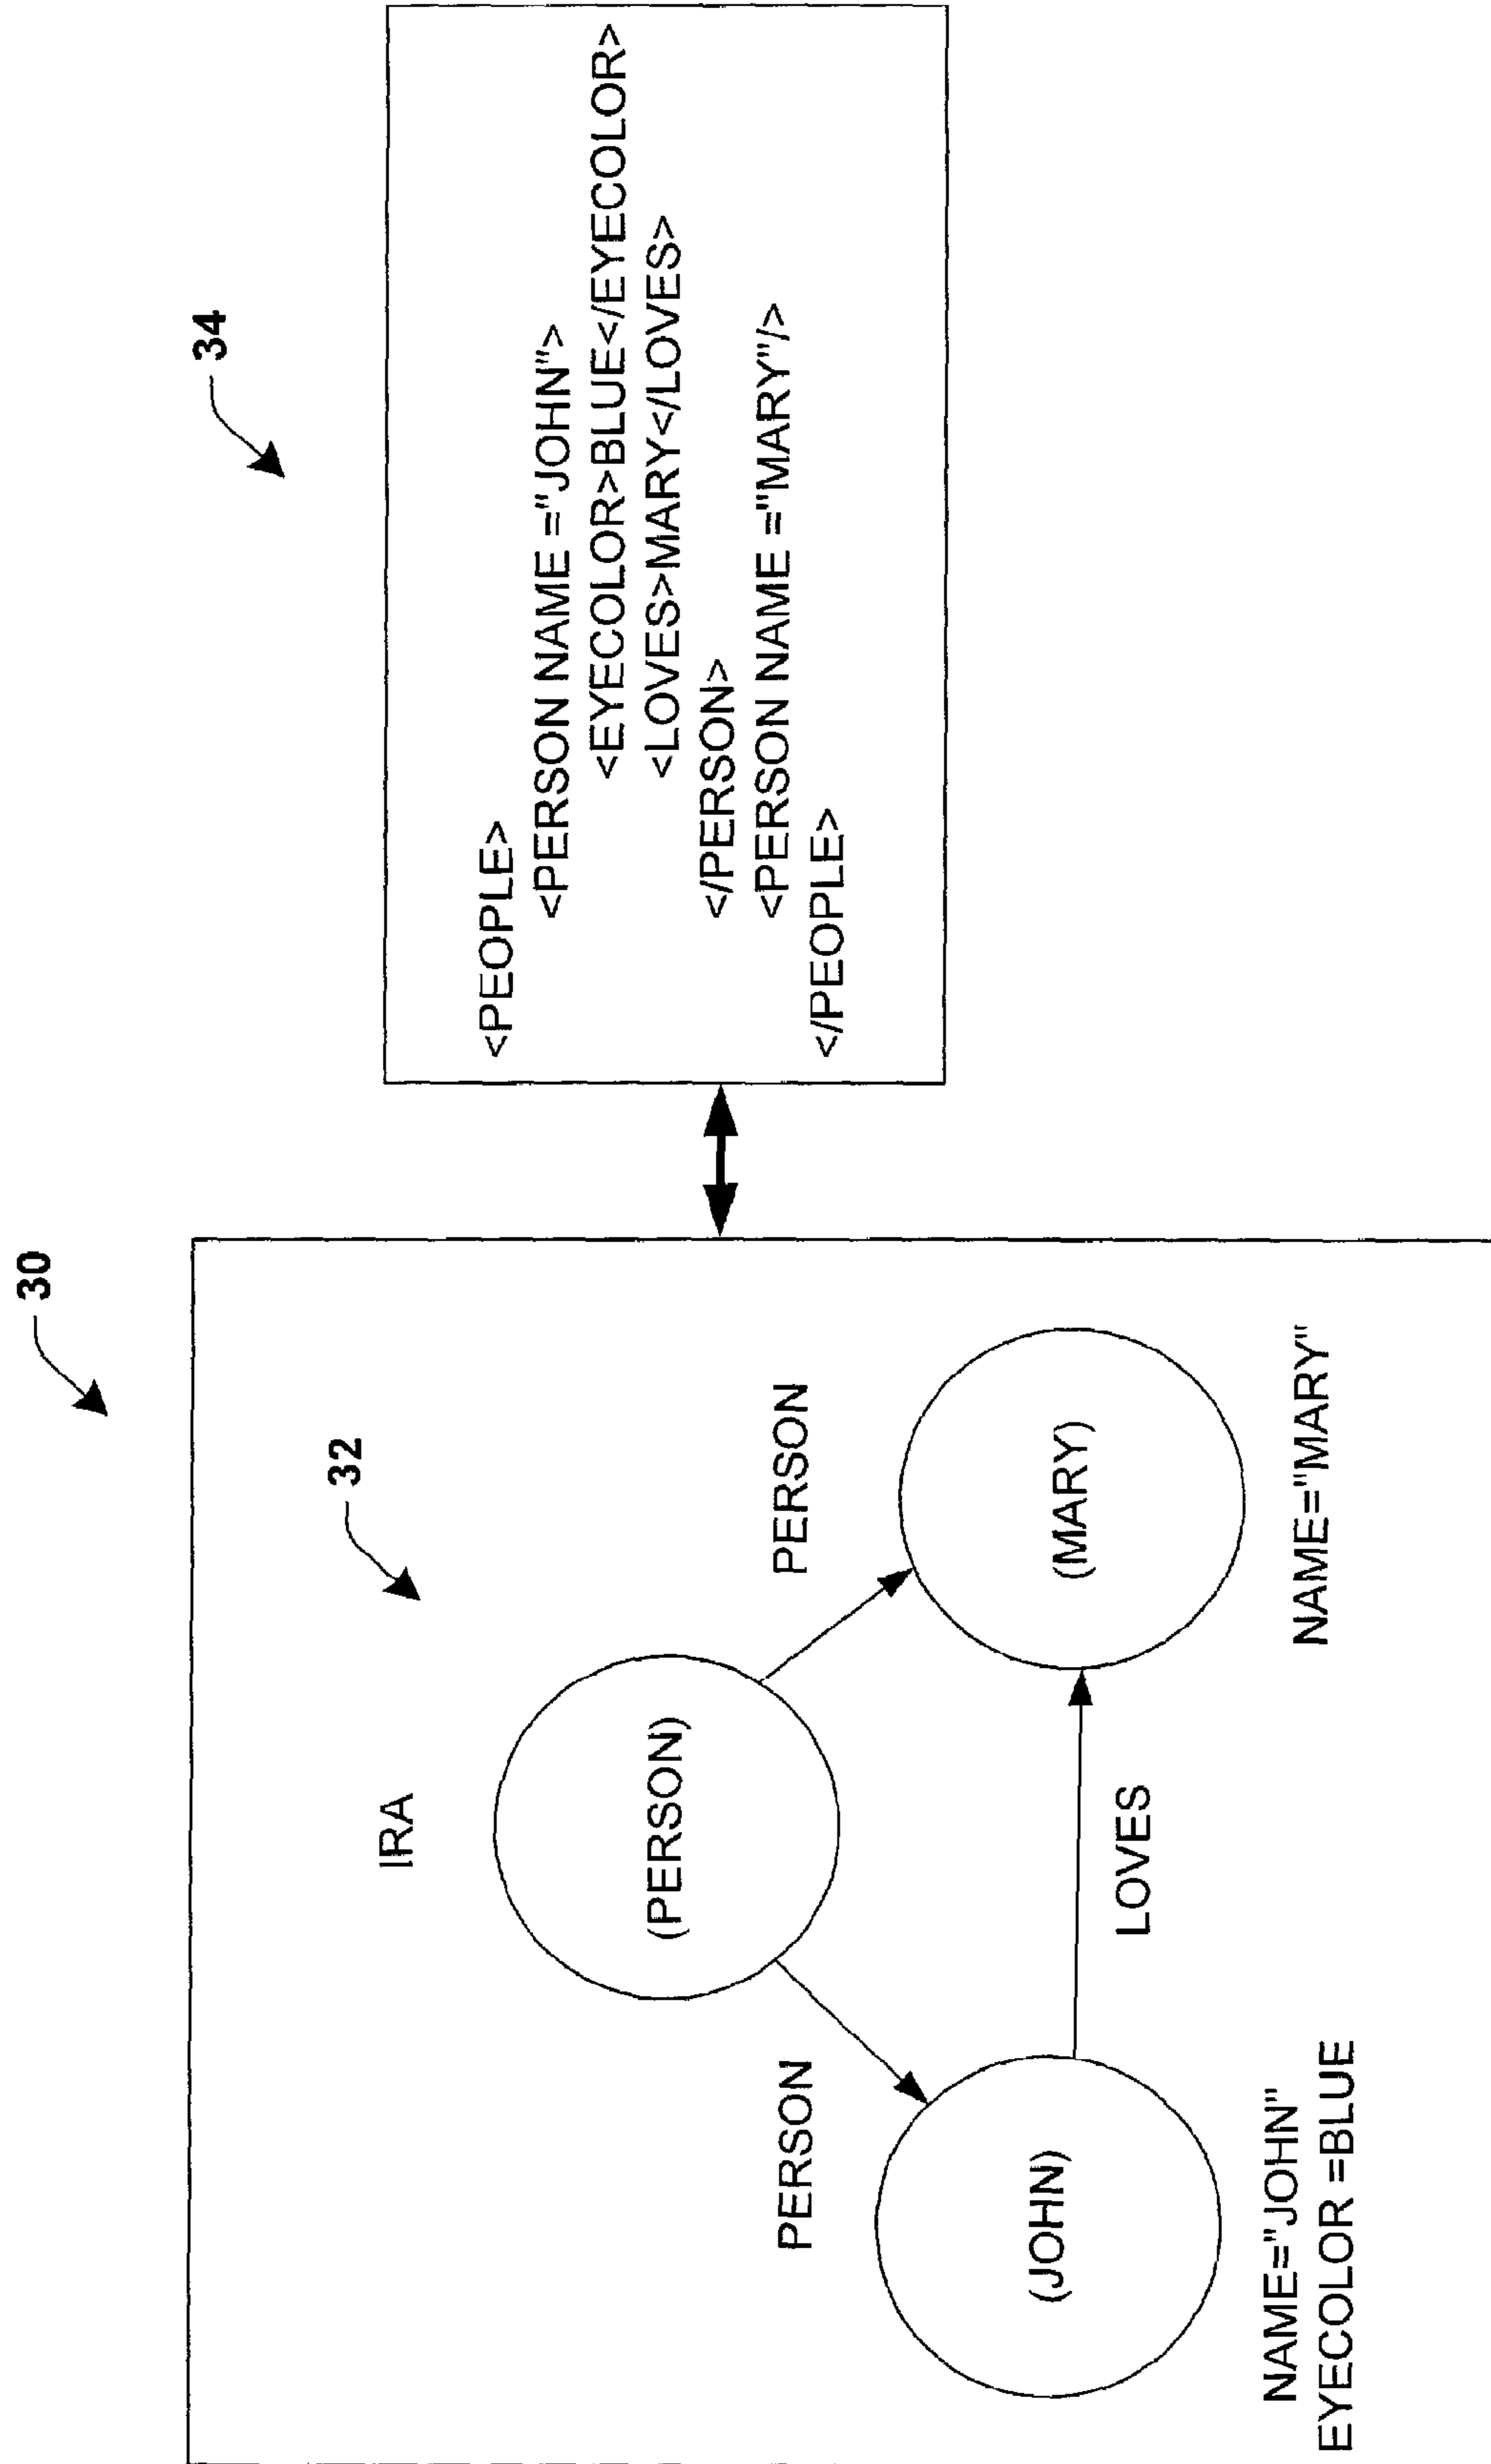 30
32
IRA
(PERSON)
PERSON
PERSON
(JOHN)
LOVES
(MARY)
NAME="JOHN"
EYECOLOR =BLUE
NAME="MARY"
34
<PEOPLE>
<PERSON NAME ="JOHN">
<EYECOLOR>BLUE</EYECOLOR>
<LOVES>MARY</LOVES>
</PERSON>
<PERSON NAME ="MARY"/>
</PEOPLE>